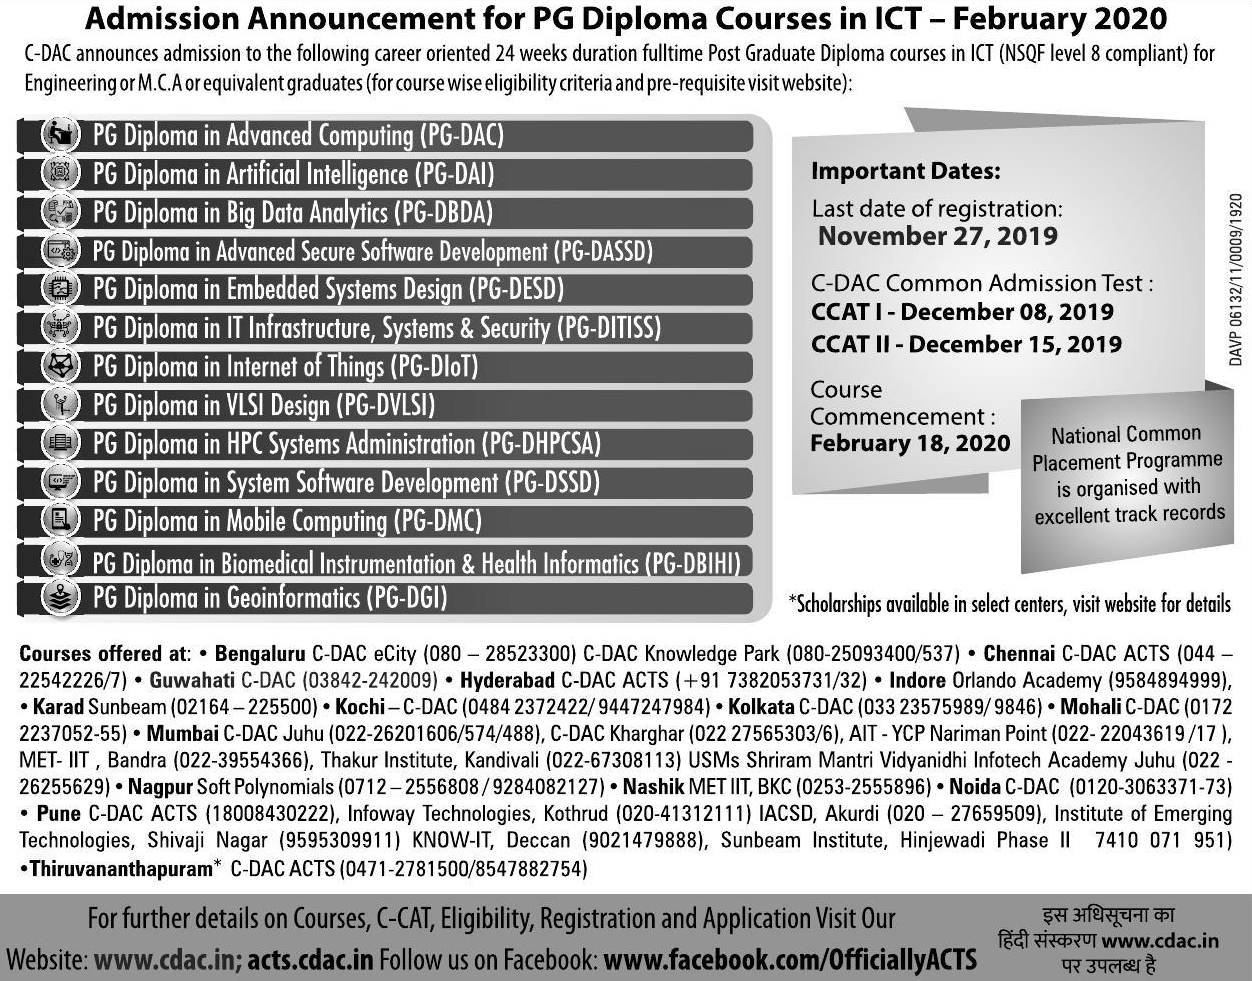 Admission Announcement for PG Diploma Courses in ICT – February 2020
C-DAC announces admission to the following career oriented 24 weeks duration fulltime Post Graduate Diploma courses in ICT (NSQF level 8 compliant) for
Engineering or M.C.A or equivalent graduates (for course wise eligibility criteria and pre-requisite visit website):
PG Diploma in Advanced Computing (PG-DAC)
PG Diploma in Artificial Intelligence (PG-DAI)
PG Diploma in Big Data Analytics (PG-DBDA)
PG Diploma in Advanced Secure Software Development (PG-DASSD)
PG Diploma in Embedded Systems Design (PG-DESD)
PG Diploma in IT Infrastructure, Systems & Security (PG-DITISS)
PG Diploma in Internet of Things (PG-DIoT)
PG Diploma in VLSI Design (PG-DVLSI)
PG Diploma in HPC Systems Administration (PG-DHPCSA)
PG Diploma in System Software Development (PG-DSSD)
PG Diploma in Mobile Computing (PG-DMC)
PG Diploma in Biomedical Instrumentation & Health Informatics (PG-DBIHI)
PG Diploma in Geoinformatics (PG-DGI)
Important Dates:
Last date of registration:
November 27, 2019
C-DAC Common Admission Test :
CCAT I - December 08, 2019
CCAT II - December 15, 2019
Course
Commencement :
February 18, 2020
National Common
Placement Programme
is organised with
excellent track records
DAVP 06132/11/0009/1920
*Scholarships available in select centers, visit website for details
Courses offered at: • Bengaluru C-DAC eCity (080 – 28523300) C-DAC Knowledge Park (080-25093400/537) • Chennai C-DAC ACTS (044 –
22542226/7) • Guwahati C-DAC (03842-242009) • Hyderabad C-DAC ACTS (+91 7382053731/32) • Indore Orlando Academy (9584894999),
• Karad Sunbeam (02164 – 225500) • Kochi – C-DAC (0484 2372422/ 9447247984) • Kolkata C-DAC (033 23575989/ 9846) • Mohali C-DAC (0172
2237052-55) • Mumbai C-DAC Juhu (022-26201606/574/488), C-DAC Kharghar (022 27565303/6), AIT - YCP Nariman Point (022- 22043619 /17 ),
MET- IIT , Bandra (022-39554366), Thakur Institute, Kandivali (022-67308113) USMs Shriram Mantri Vidyanidhi Infotech Academy Juhu (022 -
26255629) • Nagpur Soft Polynomials (0712 – 2556808 / 9284082127) • Nashik MET IIT, BKC (0253-2555896) • Noida C-DAC (0120-3063371-73)
• Pune C-DAC ACTS (18008430222), Infoway Technologies, Kothrud (020-41312111) IACSD, Akurdi (020 – 27659509), Institute of Emerging
Technologies, Shivaji Nagar (9595309911) KNOW-IT, Deccan (9021479888), Sunbeam Institute, Hinjewadi Phase II 7410 071 951)
•Thiruvananthapuram* C-DAC ACTS (0471-2781500/8547882754)
For further details on Courses, C-CAT, Eligibility, Registration and Application Visit Our
Website: www.cdac.in; acts.cdac.in Follow us on Facebook: www.facebook.com/OfficiallyACTS
इस अधिसूचना का
हिंदी संस्करण www.cdac.in
पर उपलब्ध है